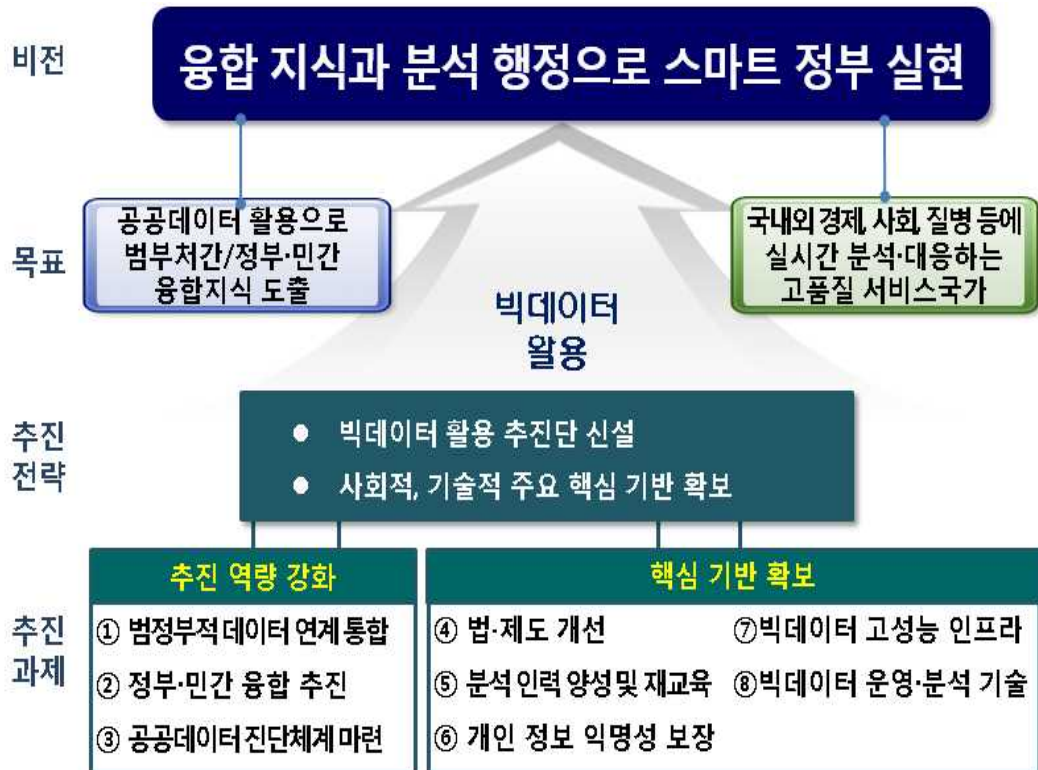 비전
융합 지식과 분석 행정으로 스마트 정부 실현
목표
공공데이터 활용으로
범부처간/정부·민간
융합지식 도출
국내외 경제, 사회, 질병 등에
실시간 분석·대응하는
고품질 서비스국가
빅데이터
활용
추진
전략
● 빅데이터 활용 추진단 신설
● 사회적, 기술적 주요 핵심 기반 확보
추진
과제
추진 역량 강화
① 범정부적 데이터 연계 통합
② 정부·민간 융합 추진
③ 공공데이터 진단체계 마련
핵심 기반 확보
④ 법·제도 개선
⑤ 분석 인력 양성 및 재교육
⑥ 개인 정보 익명성 보장
⑦빅데이터 고성능 인프라
⑧빅데이터 운영·분석 기술